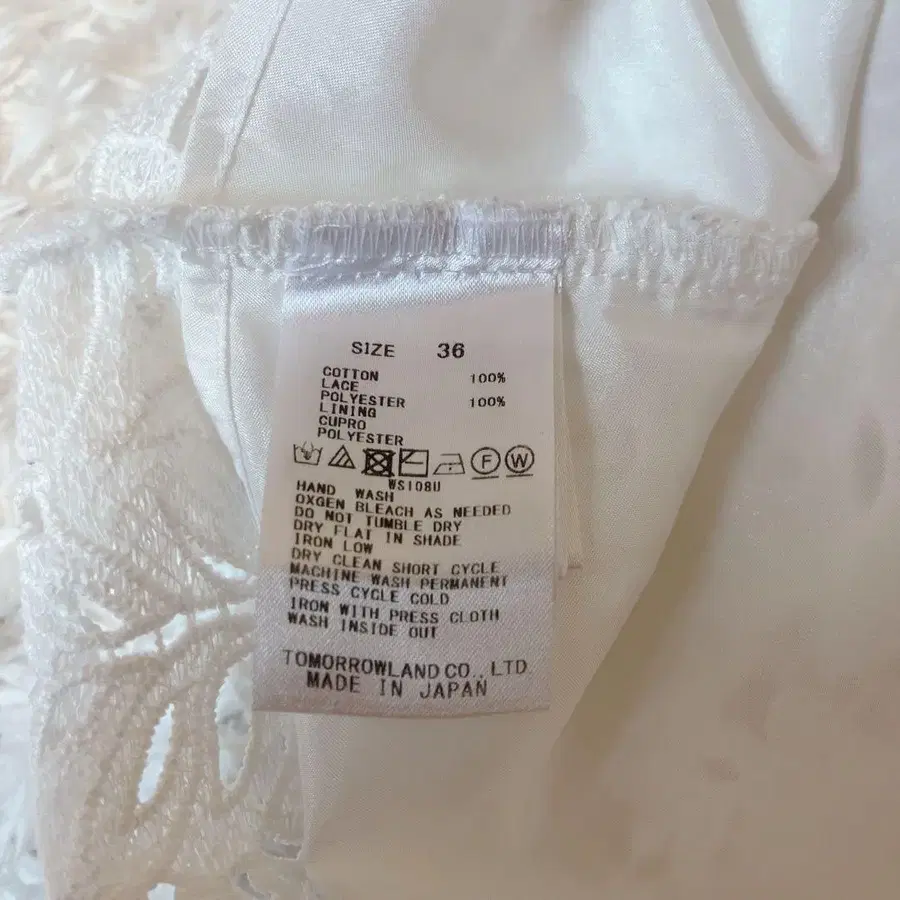 SIZE 36
COTTON 100%
LACE
POLYESTER 100%
LINING
CUPRO
POLYESTER
F W
WS108U
HAND WASH
OXGEN BLEACH AS NEEDED
DO NOT TUMBLE DRY
DRY FLAT IN SHADE
IRON LOW
DRY CLEAN SHORT CYCLE
MACHINE WASH PERMANENT
PRESS CYCLE COLD
IRON WITH PRESS CLOTH
WASH INSIDE OUT
TOMORROWLAND CO., LTD
MADE IN JAPAN